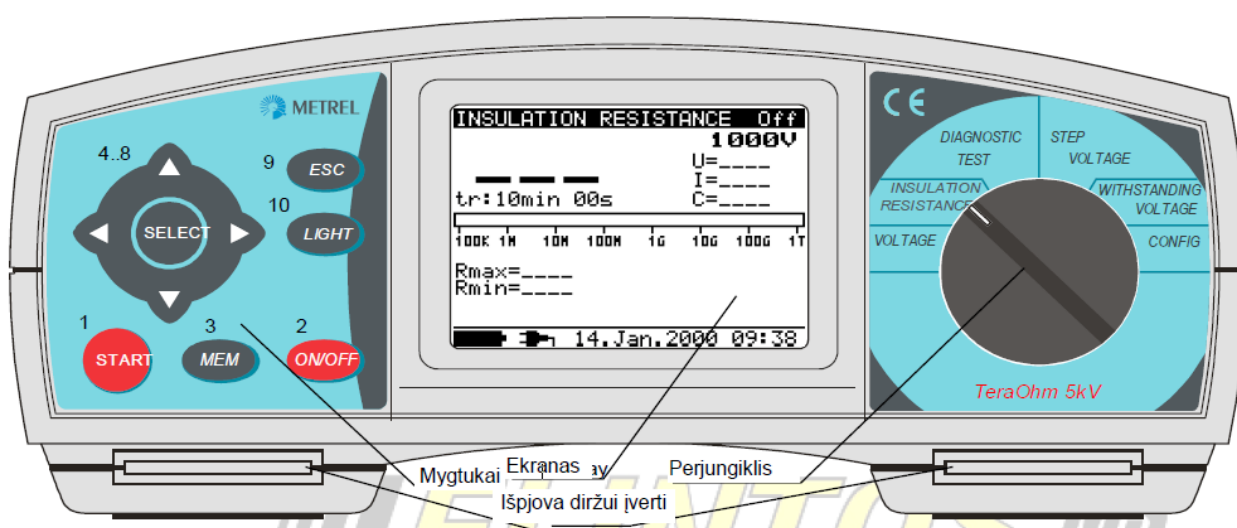 METREL
4..8
9
ESC
10
SELECT
LIGHT
1
3
2
START
MEM
ON/OFF
INSULATION RESISTANCE Off
1000V
U=____
I=____
tr:10min 00s
C=____
100K 1M 10M 100M 1G 10G 100G 1T
Rmax=____
Rmin=____
14.Jan.2000 09:38
CE
DIAGNOSTIC
TEST
STEP
VOLTAGE
INSULATION
RESISTANCE
WITHSTANDING
VOLTAGE
VOLTAGE
CONFIG
TeraOhm 5kV
Mygtukai
Ekranas
Perjungiklis
Išpjova diržui įverti